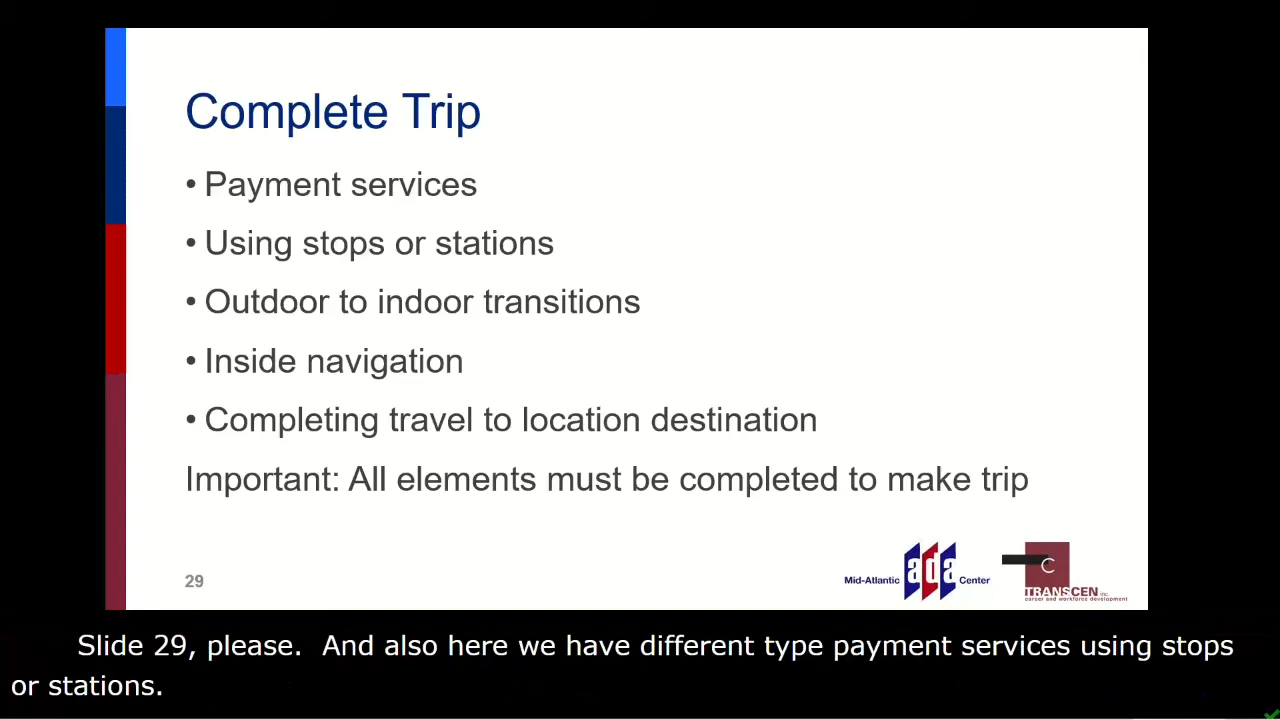 Complete Trip
• Payment services
• Using stops or stations
• Outdoor to indoor transitions
• Inside navigation
• Completing travel to location destination
Important: All elements must be completed to make trip
29
Mid-Atlantic ada Center
C
TRANSCEN inc.
career and workforce development
Slide 29, please. And also here we have different type payment services using stops
or stations.